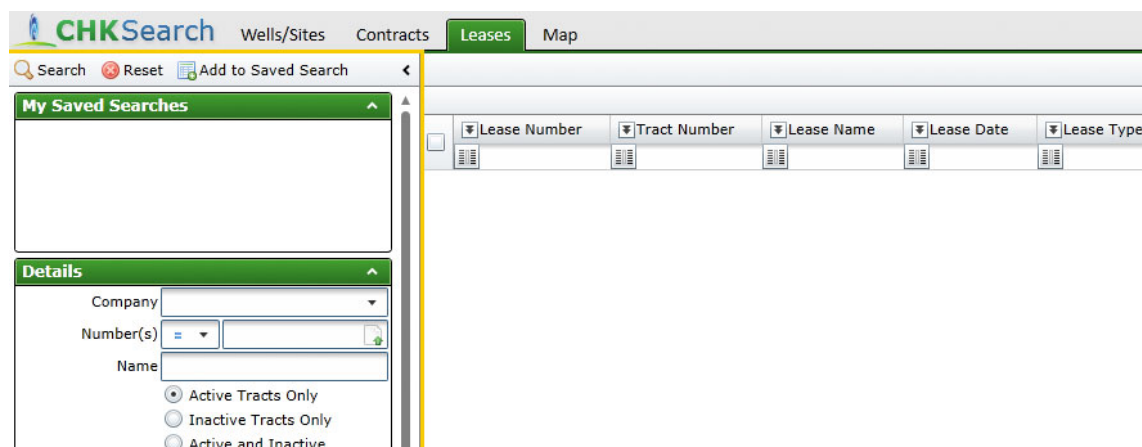 CHKSearch Wells/Sites Contracts Leases Map
Search Reset Add to Saved Search
My Saved Searches
Lease Number Tract Number Lease Name Lease Date Lease Type
Details
Company
Number(s) =
Name
Active Tracts Only
Inactive Tracts Only
Active and Inactive